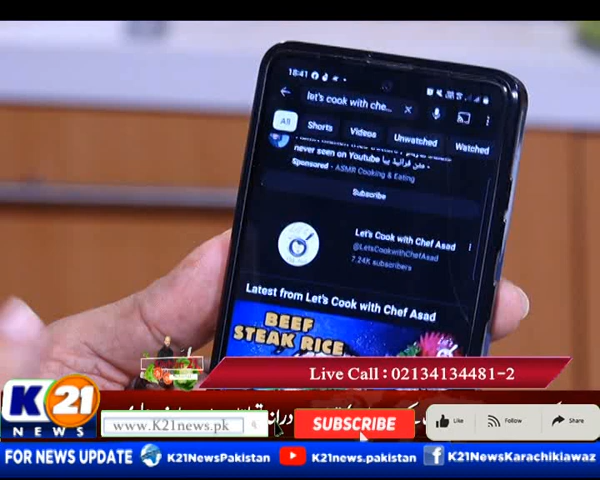 18:41
let's cook with che...
All Shorts Videos Unwatched Watched
never seen on Youtube
Sponsored • ASMR Cooking & Eating
Subscribe
Let's Cook with Chef Asad
@LetsCookwithChefAsad
7.24K subscribers
Latest from Let's Cook with Chef Asad
BEEF
STEAK RICE
Live Call : 02134134481-2
K21
NEWS
www.K21news.pk
SUBSCRIBE
Like Follow Share
FOR NEWS UPDATE K21NewsPakistan K21news.pakistan K21NewsKarachikiawaz